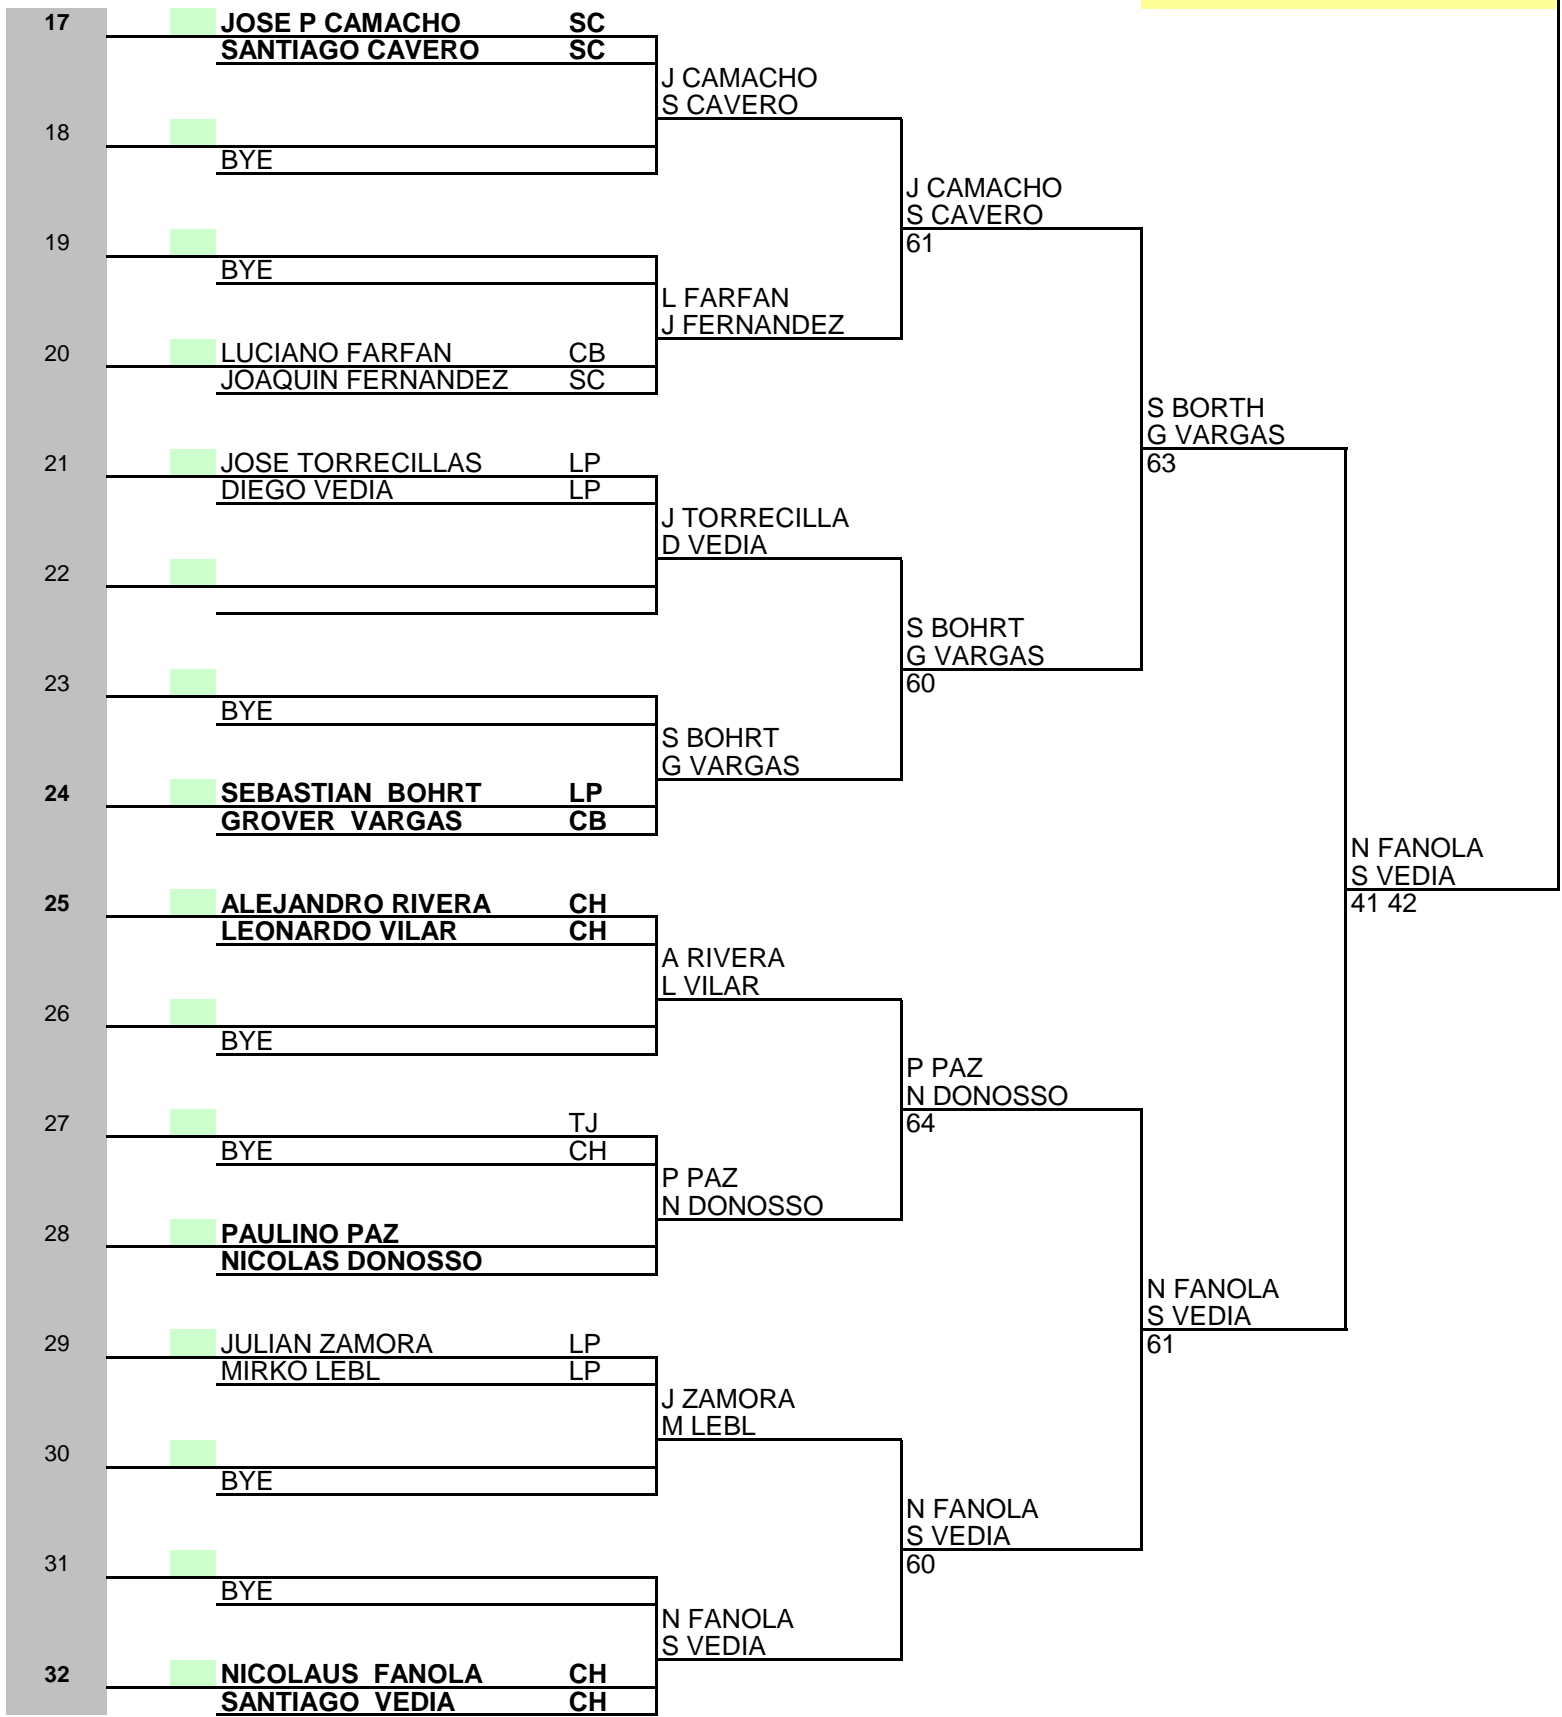 17 JOSE P CAMACHO SC
SANTIAGO CAVERO SC
J CAMACHO
S CAVERO
18
BYE
J CAMACHO
S CAVERO
19
61
BYE
L FARFAN
J FERNANDEZ
20 LUCIANO FARFAN CB
JOAQUIN FERNANDEZ SC
S BORTH
G VARGAS
21 JOSE TORRECILLAS LP
63
DIEGO VEDIA LP
J TORRECILLA
D VEDIA
22
S BOHRT
G VARGAS
23
60
BYE
S BOHRT
G VARGAS
24 SEBASTIAN BOHRT LP
GROVER VARGAS CB
N FANOLA
S VEDIA
25 ALEJANDRO RIVERA CH
41 42
LEONARDO VILAR CH
A RIVERA
L VILAR
26
BYE
P PAZ
N DONOSSO
27 TJ
64
BYE CH
P PAZ
N DONOSSO
28 PAULINO PAZ
NICOLAS DONOSSO
N FANOLA
S VEDIA
29 JULIAN ZAMORA LP
61
MIRKO LEBL LP
J ZAMORA
M LEBL
30
BYE
N FANOLA
S VEDIA
31
60
BYE
N FANOLA
S VEDIA
32 NICOLAUS FANOLA CH
SANTIAGO VEDIA CH